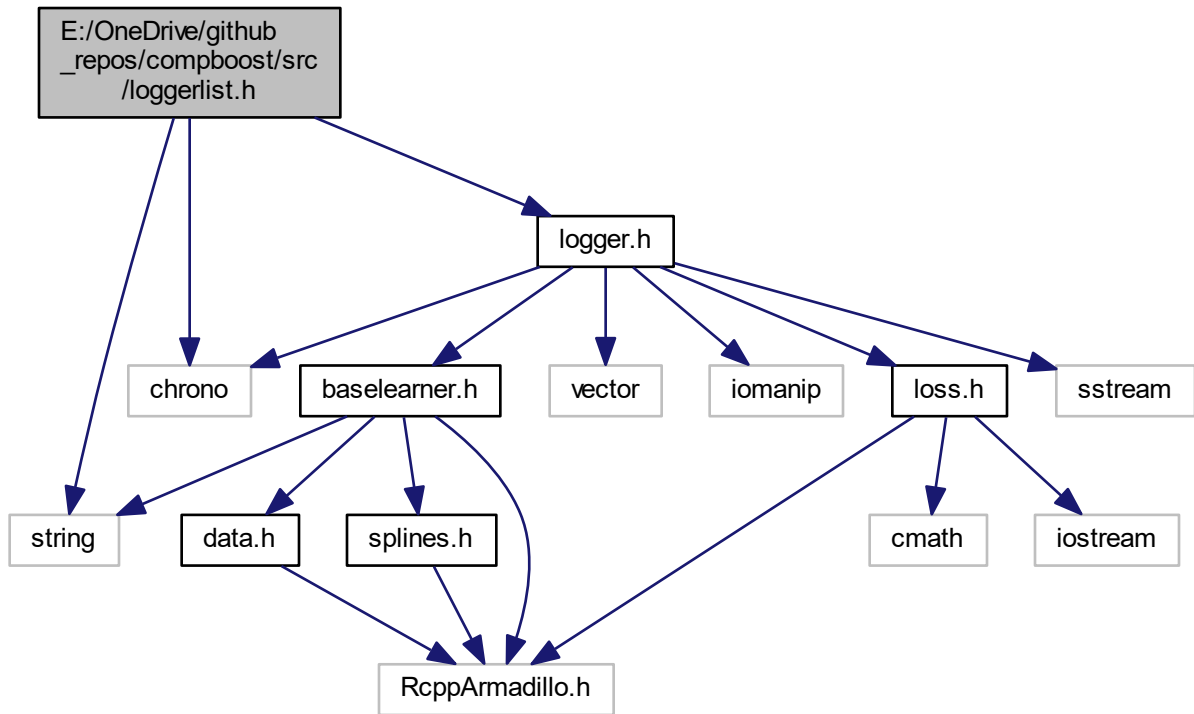 E:/OneDrive/github
_repos/compboost/src
/loggerlist.h
logger.h
chrono
baselearner.h
vector
iomanip
loss.h
sstream
string
data.h
splines.h
cmath
iostream
RcppArmadillo.h